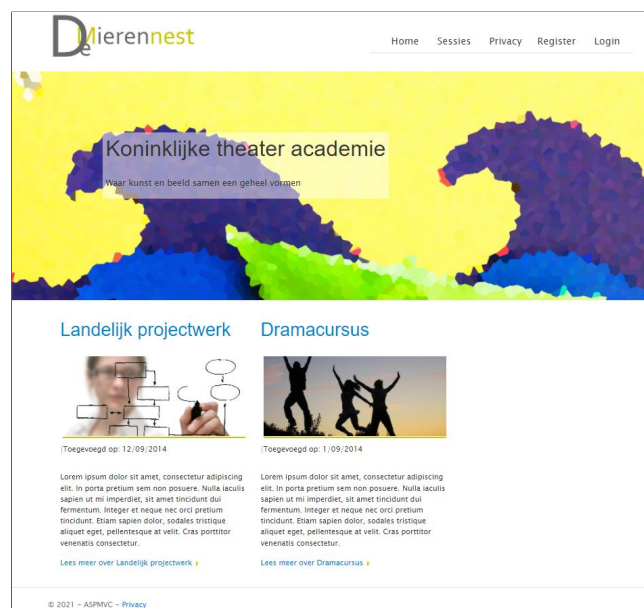 De Mierennest
Home Sessies Privacy Register Login
Koninklijke theater academie
Waar kunst en beeld samen een geheel vormen
Landelijk projectwerk
Toegevoegd op: 12/09/2014
Lorem ipsum dolor sit amet, consectetur adipiscing
elit. In porta pretium sem non posuere. Nulla iaculis
sapien ut mi imperdiet, sit amet tincidunt dui
fermentum. Integer et neque nec orci pretium
tincidunt. Etiam sapien dolor, sodales tristique
aliquet eget, pellentesque at velit. Cras porttitor
venenatis consectetur.
Lees meer over Landelijk projectwerk
Dramacursus
Toegevoegd op: 1/09/2014
Lorem ipsum dolor sit amet, consectetur adipiscing
elit. In porta pretium sem non posuere. Nulla iaculis
sapien ut mi imperdiet, sit amet tincidunt dui
fermentum. Integer et neque nec orci pretium
tincidunt. Etiam sapien dolor, sodales tristique
aliquet eget, pellentesque at velit. Cras porttitor
venenatis consectetur.
Lees meer over Dramacursus
© 2021 - ASPMVC - Privacy